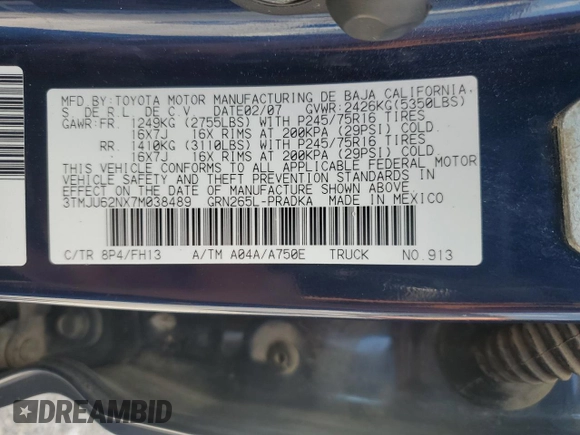 MFD.BY:TOYOTA MOTOR MANUFACTURING DE BAJA CALIFORNIA,
S. DE R.L. DE C.V. DATE02/07 GVWR:2426KG(5350LBS)
GAWR:FR. 1249KG (2755LBS) WITH P245/75R16 TIRES
16X7J 16X RIMS AT 200KPA (29PSI) COLD.
RR. 1410KG (3110LBS) WITH P245/75R16 TIRES
16X7J 16X RIMS AT 200KPA (29PSI) COLD.
THIS VEHICLE CONFORMS TO ALL APPLICABLE FEDERAL MOTOR
VEHICLE SAFETY AND THEFT PREVENTION STANDARDS IN
EFFECT ON THE DATE OF MANUFACTURE SHOWN ABOVE.
3TMJU62NX7M038489 GRN265L-PRADKA MADE IN MEXICO
C/TR 8P4/FH13 A/TM A04A/A750E TRUCK NO.913
DREAMBID